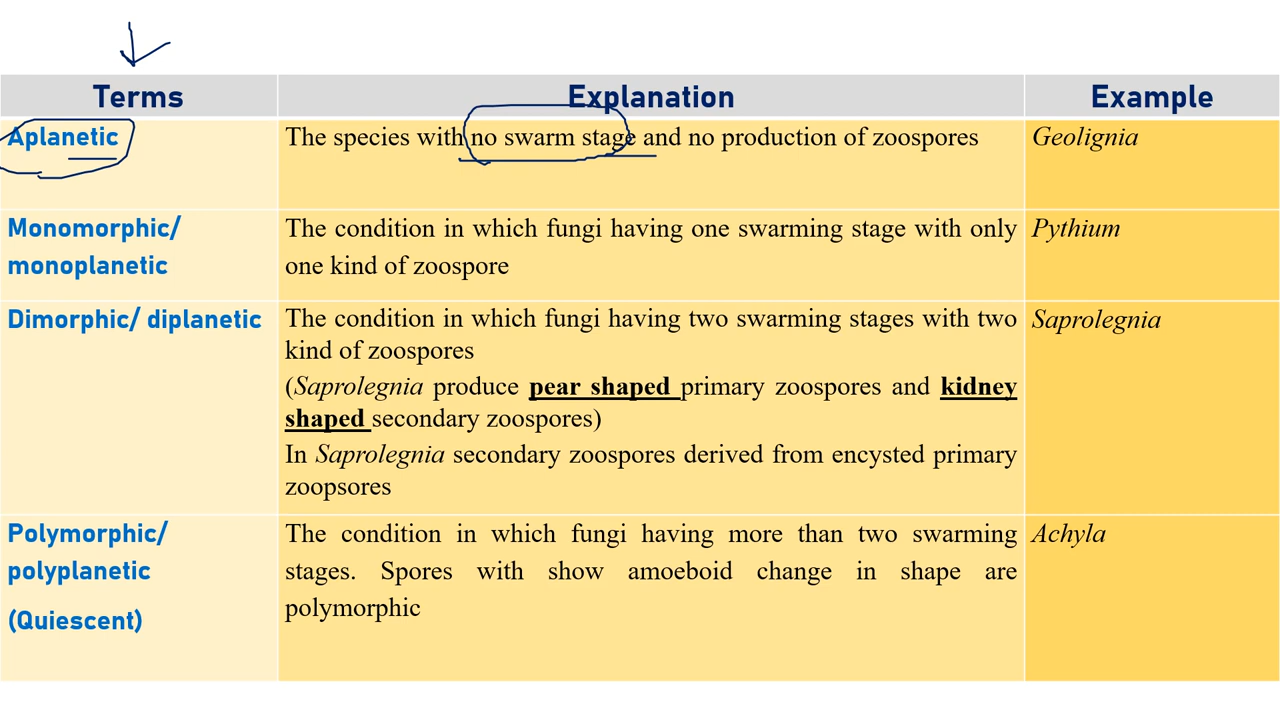 Terms Explanation Example
Aplanetic The species with no swarm stage and no production of zoospores Geolignia
Monomorphic/ The condition in which fungi having one swarming stage with only Pythium
monoplanetic one kind of zoospore
Dimorphic/ diplanetic The condition in which fungi having two swarming stages with two Saprolegnia
kind of zoospores
(Saprolegnia produce pear shaped primary zoospores and kidney
shaped secondary zoospores)
In Saprolegnia secondary zoospores derived from encysted primary
zoopsores
Polymorphic/ The condition in which fungi having more than two swarming Achyla
polyplanetic stages. Spores with show amoeboid change in shape are
(Quiescent) polymorphic